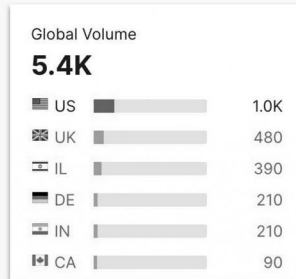 Global Volume
5.4K
US 1.0K
UK 480
IL 390
DE 210
IN 210
CA 90